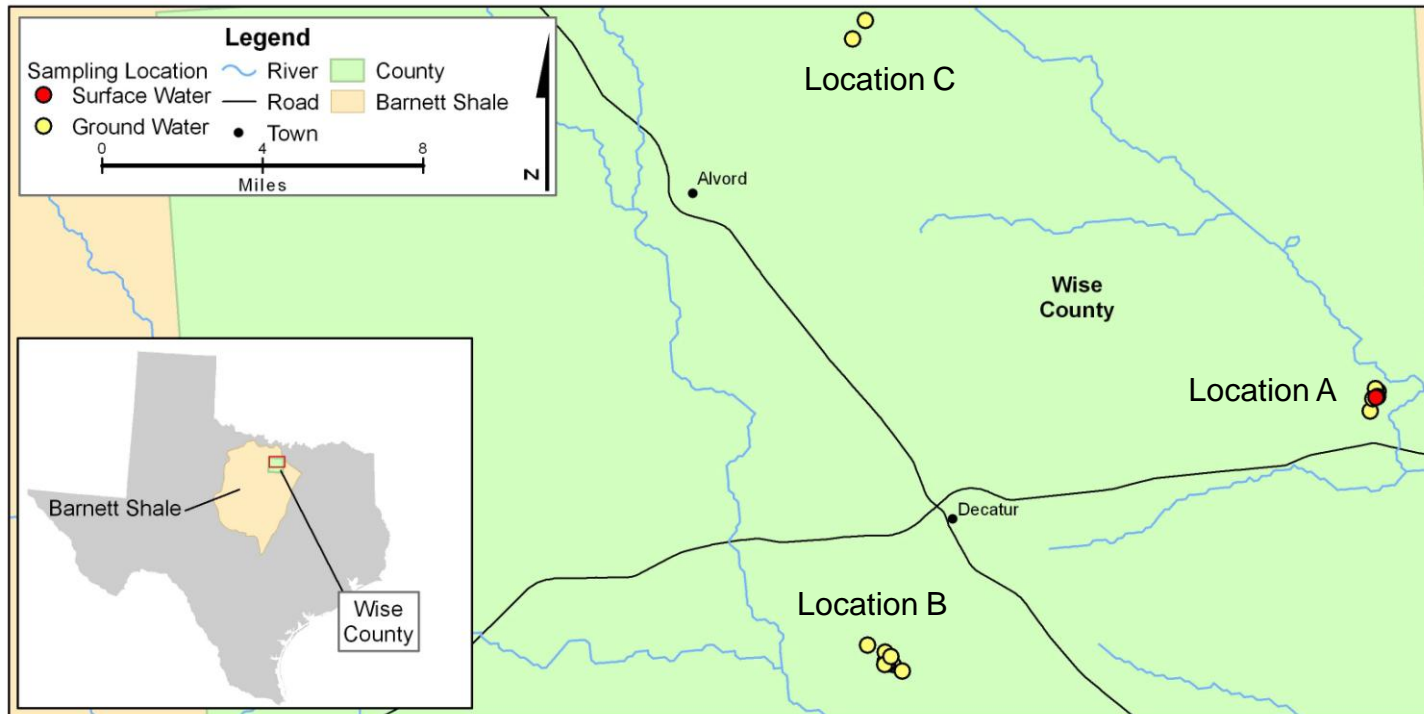 Legend
Sampling Location
Surface Water
Ground Water
River
Road
Town
County
Barnett Shale
0 4 8
Miles
N
Location C
Alvord
Wise
County
Location A
Decatur
Location B
Barnett Shale
Wise
County